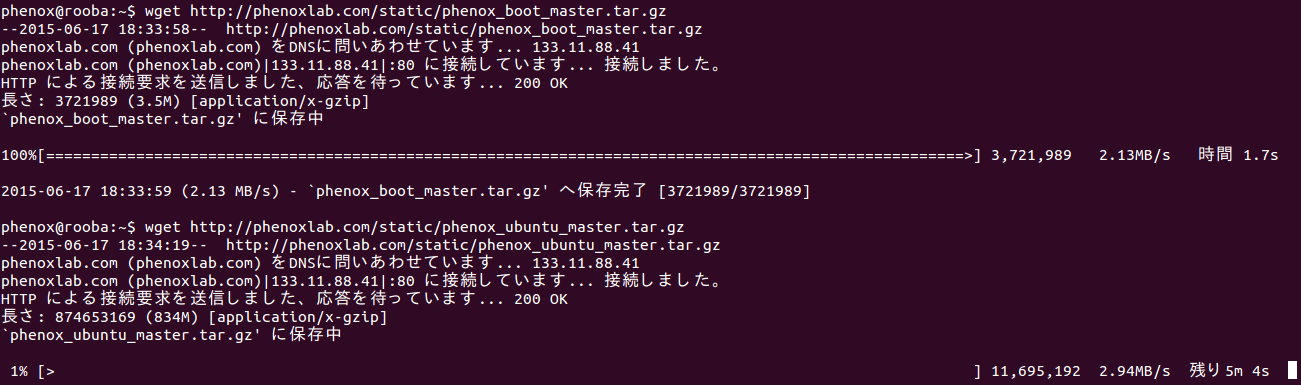 phenox@rooba:~$ wget http://phenoxlab.com/static/phenox_boot_master.tar.gz
--2015-06-17 18:33:58--  http://phenoxlab.com/static/phenox_boot_master.tar.gz
phenoxlab.com (phenoxlab.com) をDNSに問いあわせています... 133.11.88.41
phenoxlab.com (phenoxlab.com)|133.11.88.41|:80 に接続しています... 接続しました。
HTTP による接続要求を送信しました、応答を待っています... 200 OK
長さ: 3721989 (3.5M) [application/x-gzip]
`phenox_boot_master.tar.gz' に保存中
100%[======================================================================================================>] 3,721,989   2.13MB/s   時間 1.7s
2015-06-17 18:33:59 (2.13 MB/s) - `phenox_boot_master.tar.gz' へ保存完了 [3721989/3721989]
phenox@rooba:~$ wget http://phenoxlab.com/static/phenox_ubuntu_master.tar.gz
--2015-06-17 18:34:19--  http://phenoxlab.com/static/phenox_ubuntu_master.tar.gz
phenoxlab.com (phenoxlab.com) をDNSに問いあわせています... 133.11.88.41
phenoxlab.com (phenoxlab.com)|133.11.88.41|:80 に接続しています... 接続しました。
HTTP による接続要求を送信しました、応答を待っています... 200 OK
長さ: 874653169 (834M) [application/x-gzip]
`phenox_ubuntu_master.tar.gz' に保存中
 1% [>                                                                                                       ] 11,695,192  2.94MB/s  残り5m 4s